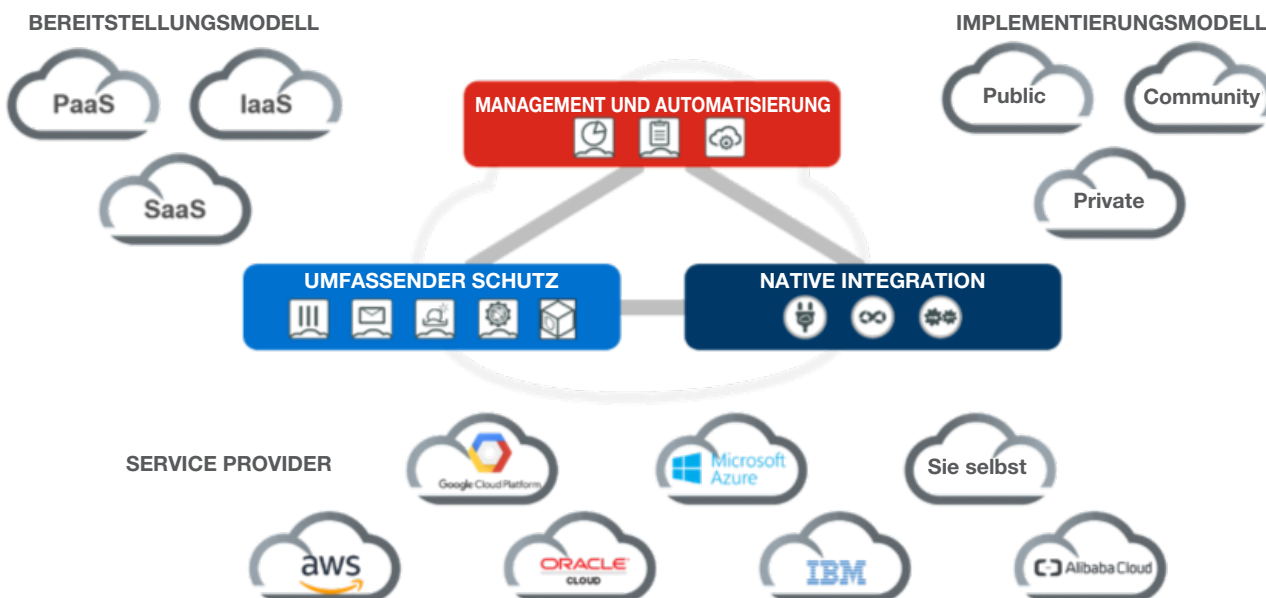 BEREITSTELLUNGSMODELL
PaaS
IaaS
SaaS
IMPLEMENTIERUNGSMODELL
Public
Community
Private
MANAGEMENT UND AUTOMATISIERUNG
UMFASSENDER SCHUTZ
NATIVE INTEGRATION
SERVICE PROVIDER
Google Cloud Platform
Microsoft
Azure
Sie selbst
aws
ORACLE
CLOUD
IBM
Alibaba Cloud